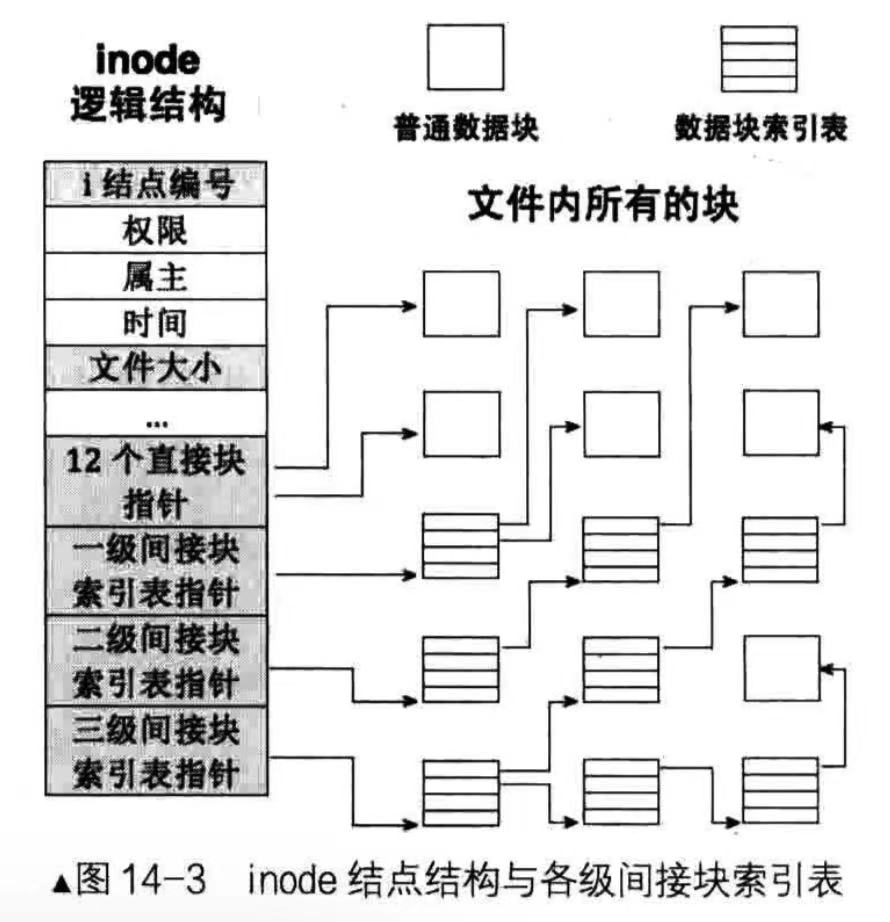 inode
逻辑结构
普通数据块
数据块索引表
文件内所有的块
i 结点编号
权限
属主
时间
文件大小
...
12 个直接块
指针
一级间接块
索引表指针
二级间接块
索引表指针
三级间接块
索引表指针
▲图 14-3 inode 结点结构与各级间接块索引表